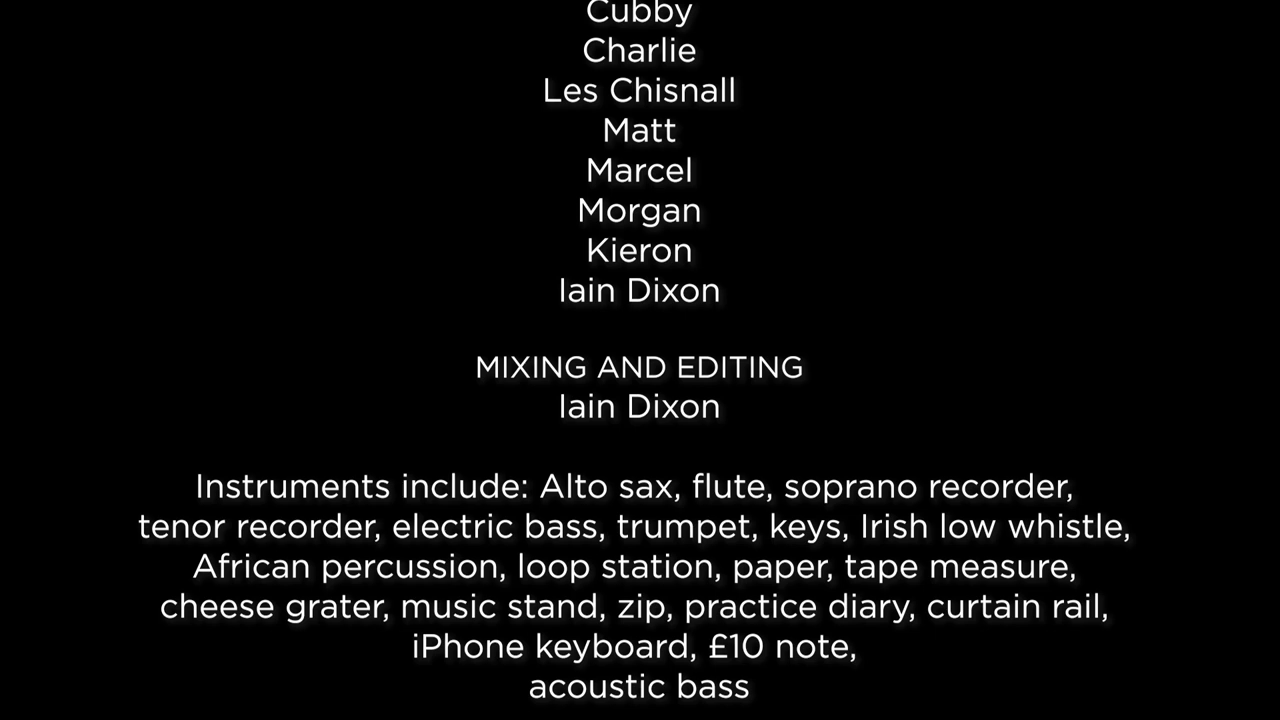 Cubby
Charlie
Les Chisnall
Matt
Marcel
Morgan
Kieron
Iain Dixon
MIXING AND EDITING
Iain Dixon
Instruments include: Alto sax, flute, soprano recorder,
tenor recorder, electric bass, trumpet, keys, Irish low whistle,
African percussion, loop station, paper, tape measure,
cheese grater, music stand, zip, practice diary, curtain rail,
iPhone keyboard, £10 note,
acoustic bass